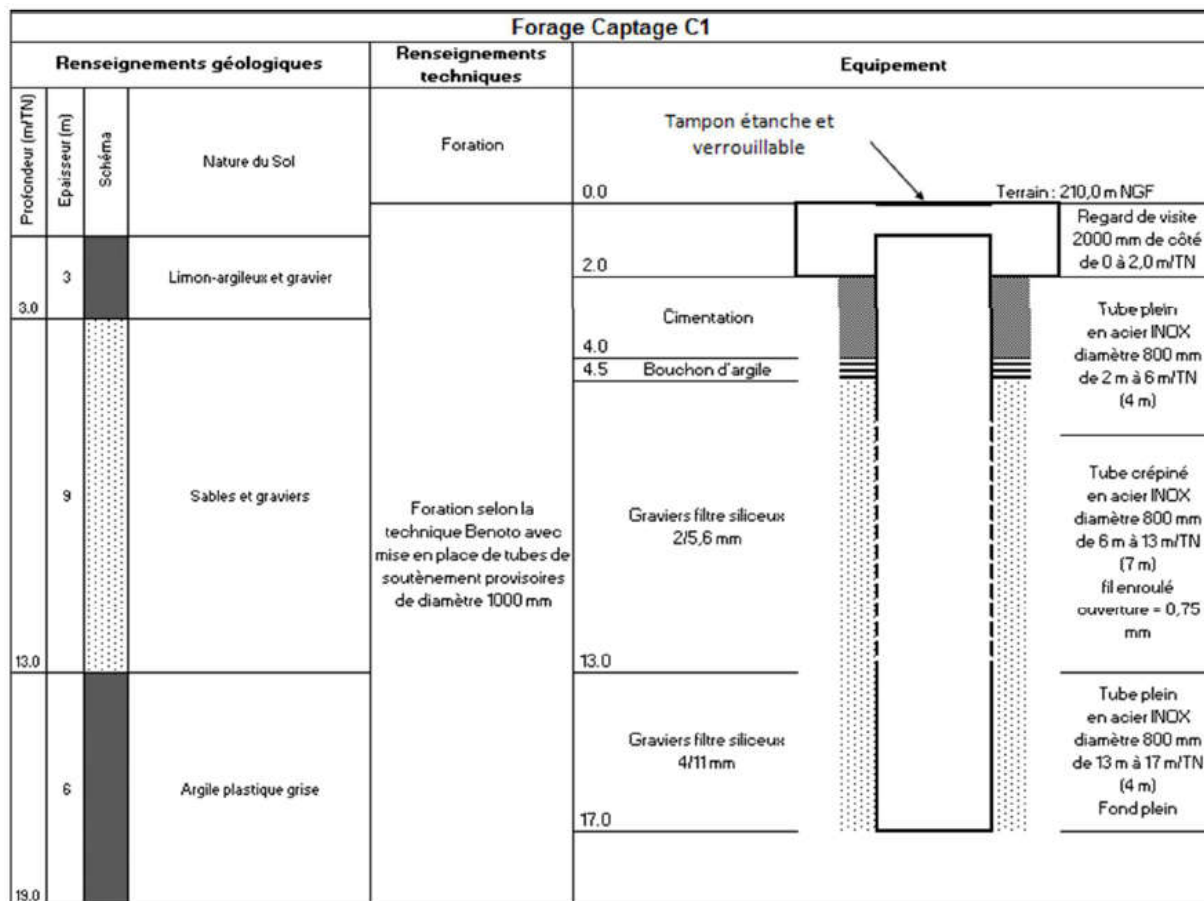 Forage Captage C1
Renseignements géologiques
Renseignements
techniques
Equipement
Profondeur (m/TN)
Epaisseur (m)
Schéma
Nature du Sol
Foration
Tampon étanche et
verrouillable
0.0
Terrain : 210,0 m NGF
Regard de visite
2000 mm de côté
de 0 à 2,0 m/TN
2.0
3
Limon-argileux et gravier
3.0
Cimentation
4.0
4.5
Bouchon d'argile
Tube plein
en acier INOX
diamètre 800 mm
de 2 m à 6 m/TN
(4 m)
9
Sables et graviers
13.0
Foration selon la
technique Benoto avec
mise en place de tubes de
soutènement provisoires
de diamètre 1000 mm
Graviers filtre siliceux
2/5,6 mm
13.0
Tube crépiné
en acier INOX
diamètre 800 mm
de 6 m à 13 m/TN
(7 m)
fil enroulé
ouverture = 0,75
mm
6
Argile plastique grise
19.0
Graviers filtre siliceux
4/11 mm
17.0
Tube plein
en acier INOX
diamètre 800 mm
de 13 m à 17 m/TN
(4 m)
Fond plein